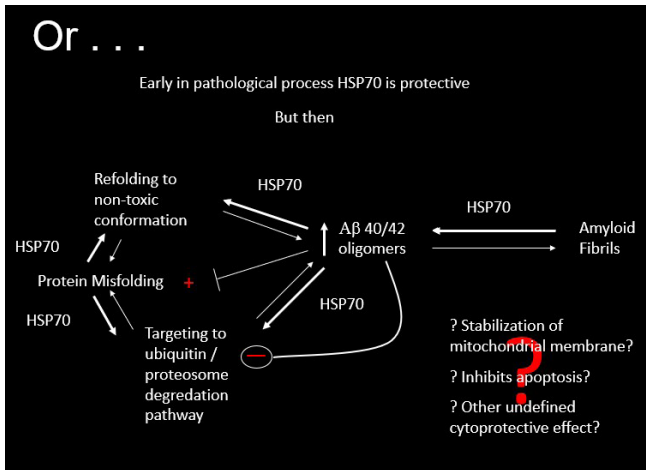 Or . . .
Early in pathological process HSP70 is protective
But then
Refolding to
non-toxic
conformation
HSP70
HSP70
Aβ 40/42
oligomers
HSP70
Amyloid
Fibrils
HSP70
Protein Misfolding +
HSP70
HSP70
Targeting to
ubiquitin /
proteosome
degredation
pathway
—
? Stabilization of
mitochondrial membrane?
? Inhibits apoptosis?
? Other undefined
cytoprotective effect?
?